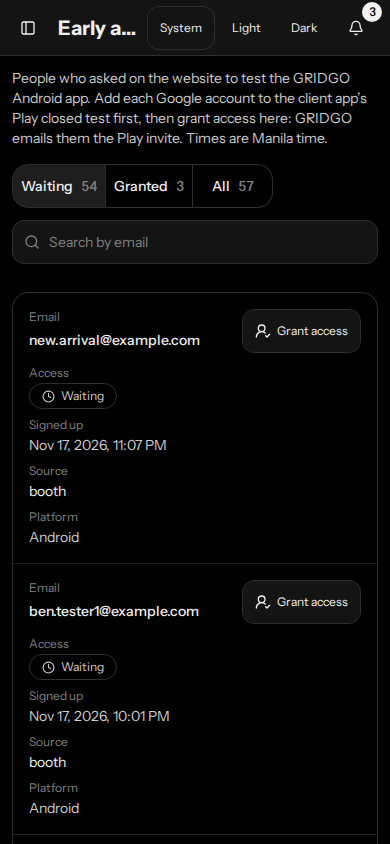 Early a...
System
Light
Dark
3
People who asked on the website to test the GRIDGO
Android app. Add each Google account to the client app's
Play closed test first, then grant access here: GRIDGO
emails them the Play invite. Times are Manila time.
Waiting 54
Granted 3
All 57
Search by email
Email
new.arrival@example.com
Grant access
Access
Waiting
Signed up
Nov 17, 2026, 11:07 PM
Source
booth
Platform
Android
Email
ben.tester1@example.com
Grant access
Access
Waiting
Signed up
Nov 17, 2026, 10:01 PM
Source
booth
Platform
Android